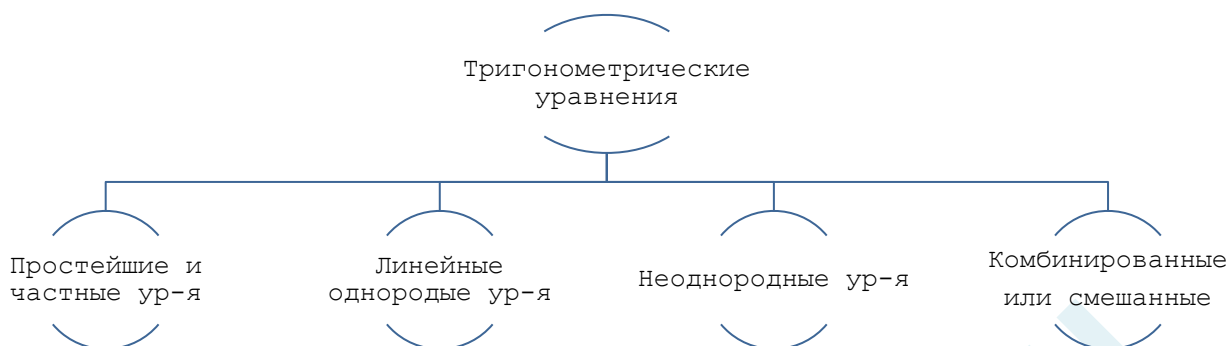 Тригонометрические
уравнения
Простейшие и
частные ур-я
Линейные
однородые ур-я
Неоднородные ур-я
Комбинированные
или смешанные